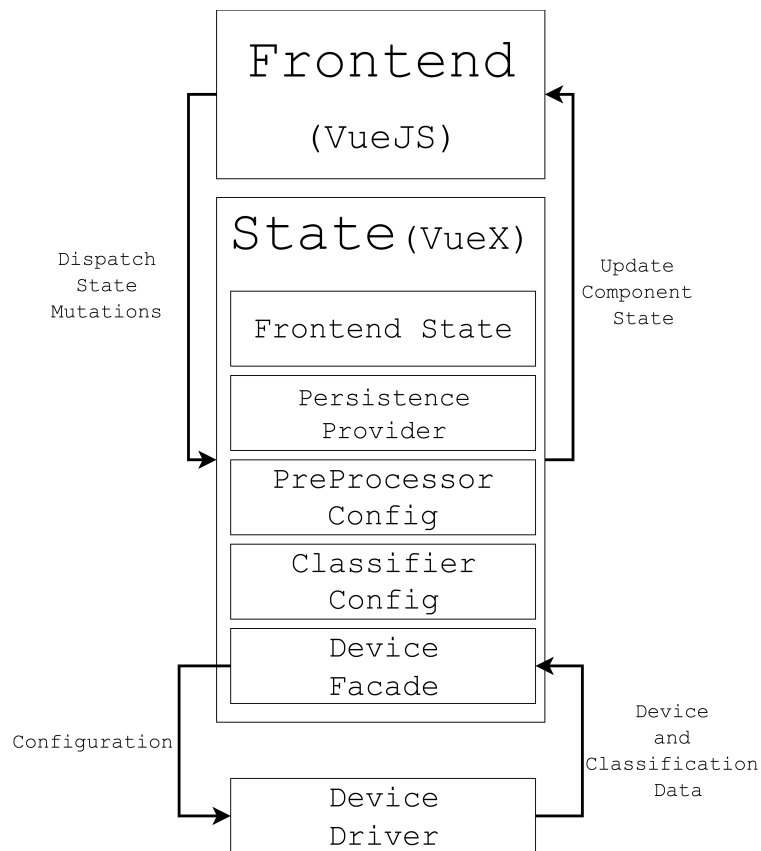 Frontend
(VueJS)
State (VueX)
Dispatch
State
Mutations
Update
Component
State
Frontend State
Persistence
Provider
PreProcessor
Config
Classifier
Config
Device
Facade
Configuration
Device
and
Classification
Data
Device
Driver